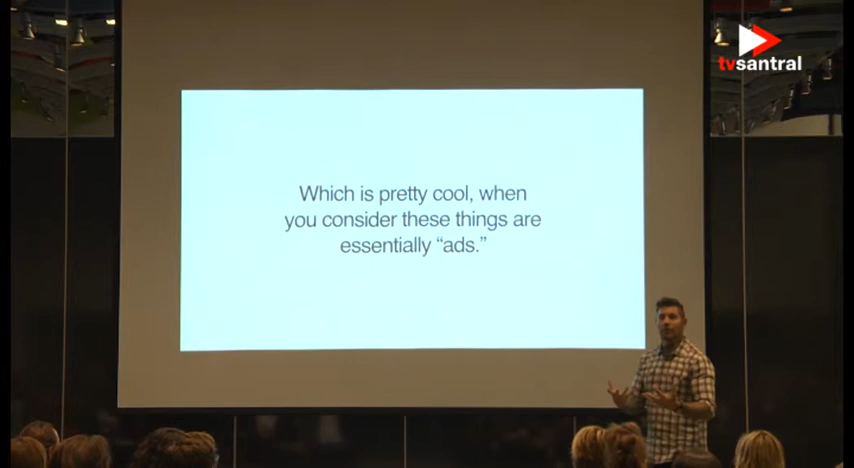 tvsantral
Which is pretty cool, when
you consider these things are
essentially “ads.”